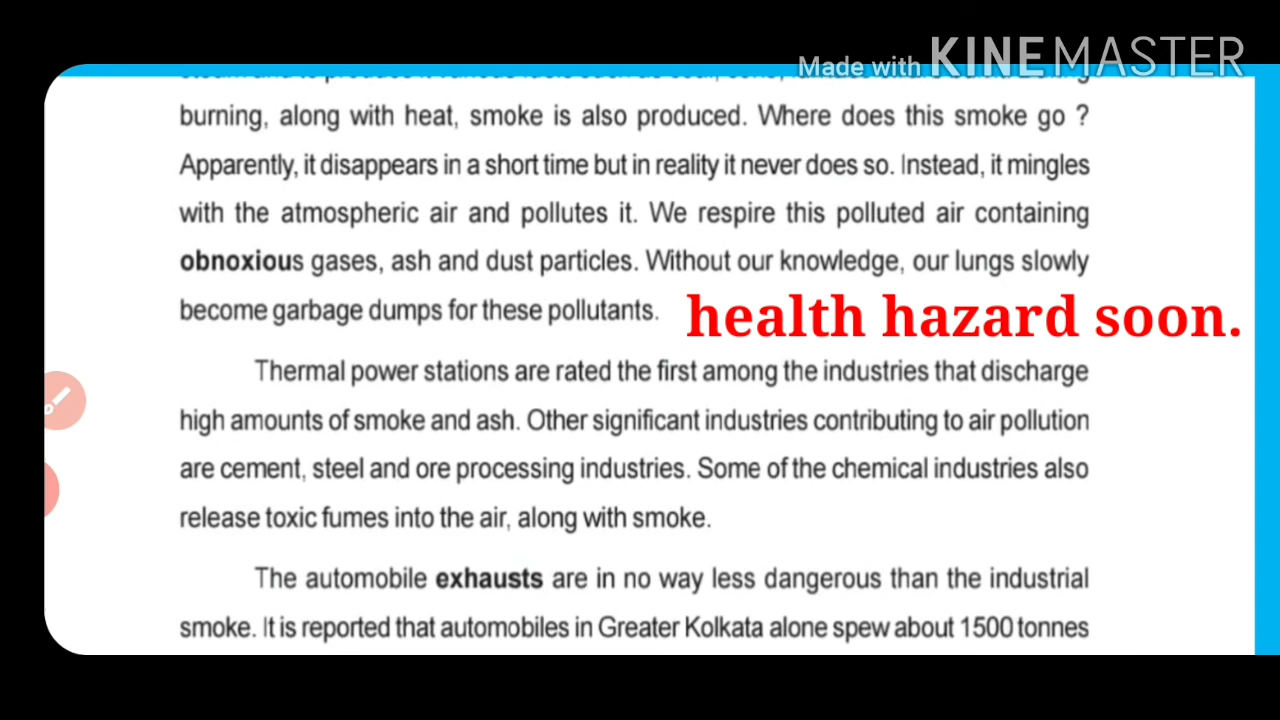 Made with KINEMASTER
burning, along with heat, smoke is also produced. Where does this smoke go ?
Apparently, it disappears in a short time but in reality it never does so. Instead, it mingles
with the atmospheric air and pollutes it. We respire this polluted air containing
obnoxious gases, ash and dust particles. Without our knowledge, our lungs slowly
become garbage dumps for these pollutants.
health hazard soon.
Thermal power stations are rated the first among the industries that discharge
high amounts of smoke and ash. Other significant industries contributing to air pollution
are cement, steel and ore processing industries. Some of the chemical industries also
release toxic fumes into the air, along with smoke.
The automobile exhausts are in no way less dangerous than the industrial
smoke. It is reported that automobiles in Greater Kolkata alone spew about 1500 tonnes